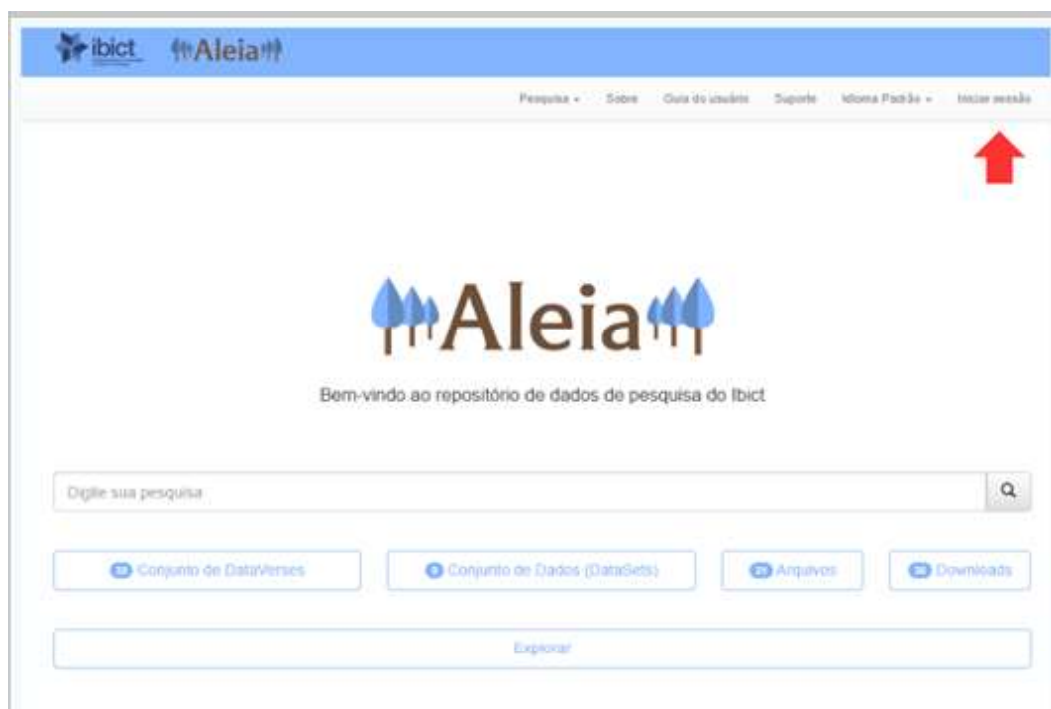 ibict Aleia
Pesquisa Sobre Guia do usuário Suporte Idioma Padrão Iniciar sessão
Aleia
Bem-vindo ao repositório de dados de pesquisa do Ibict
Digite sua pesquisa
Conjunto de DataVerses Conjunto de Dados (DataSets) Arquivos Downloads
Explorar